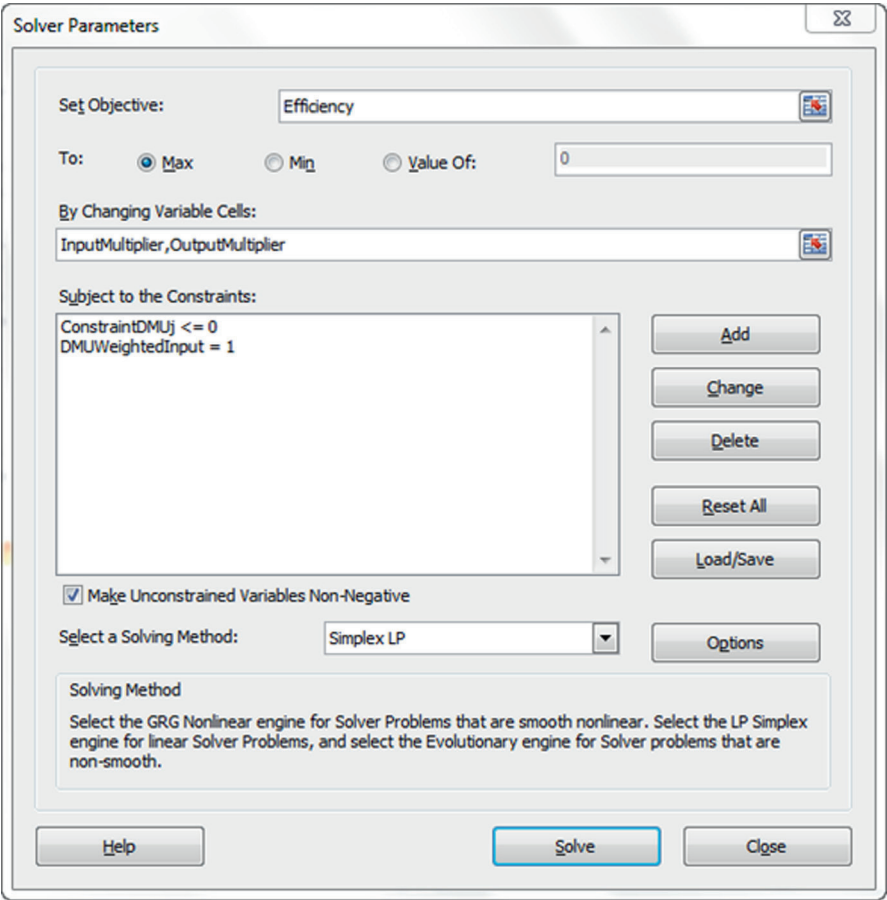 Solver Parameters
Set Objective:
Efficiency
To:
Max
Min
Value Of:
0
By Changing Variable Cells:
InputMultiplier,OutputMultiplier
Subject to the Constraints:
ConstraintDMUj <= 0
DMUWeightedInput = 1
Add
Change
Delete
Reset All
Load/Save
Make Unconstrained Variables Non-Negative
Select a Solving Method:
Simplex LP
Options
Solving Method
Select the GRG Nonlinear engine for Solver Problems that are smooth nonlinear. Select the LP Simplex
engine for linear Solver Problems, and select the Evolutionary engine for Solver problems that are
non-smooth.
Help
Solve
Close